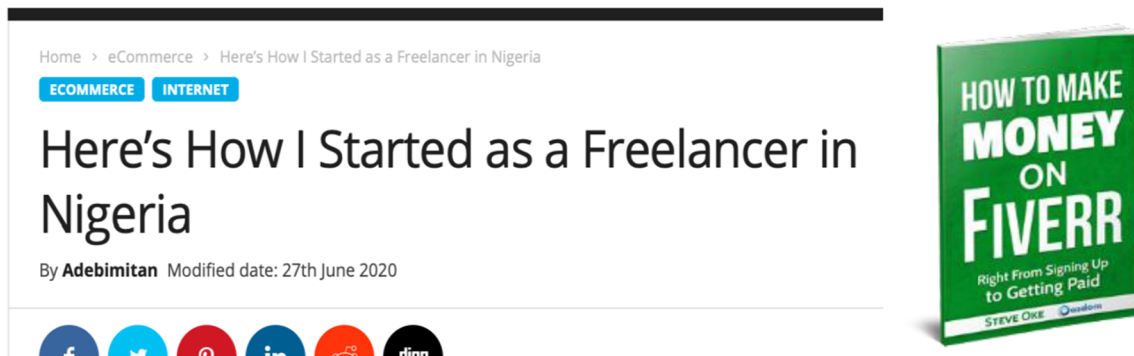 Home > eCommerce > Here's How I Started as a Freelancer in Nigeria
ECOMMERCE INTERNET
Here's How I Started as a Freelancer in
Nigeria
By Adebimitan Modified date: 27th June 2020
digg
HOW TO MAKE
MONEY
ON
FIVERR
Right From Signing Up
to Getting Paid
STEVE OKE Oasdom